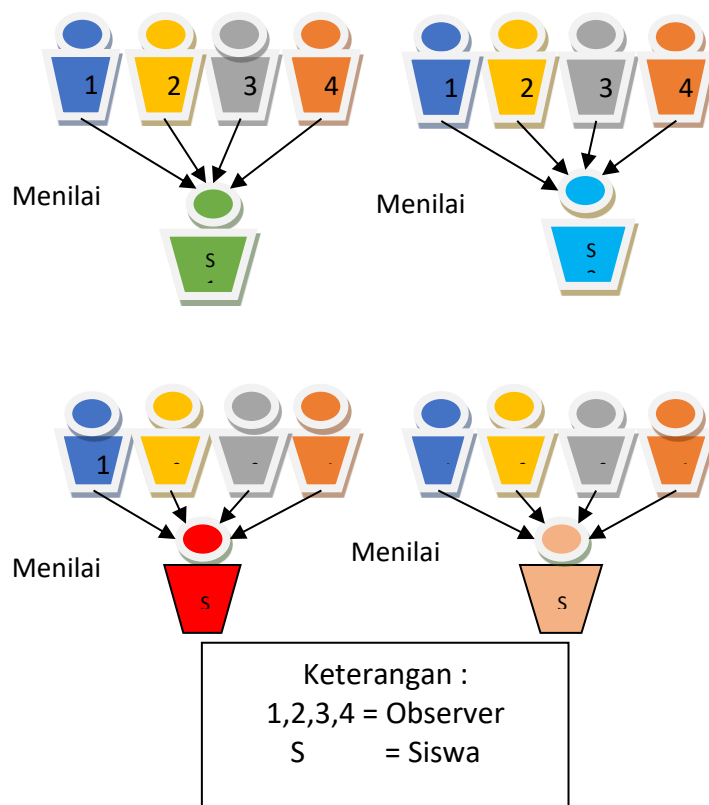 1 2 3 4
1 2 3 4
Menilai
Menilai
S
S
1
Menilai
Menilai
S
S
Keterangan :
1,2,3,4 = Observer
S = Siswa